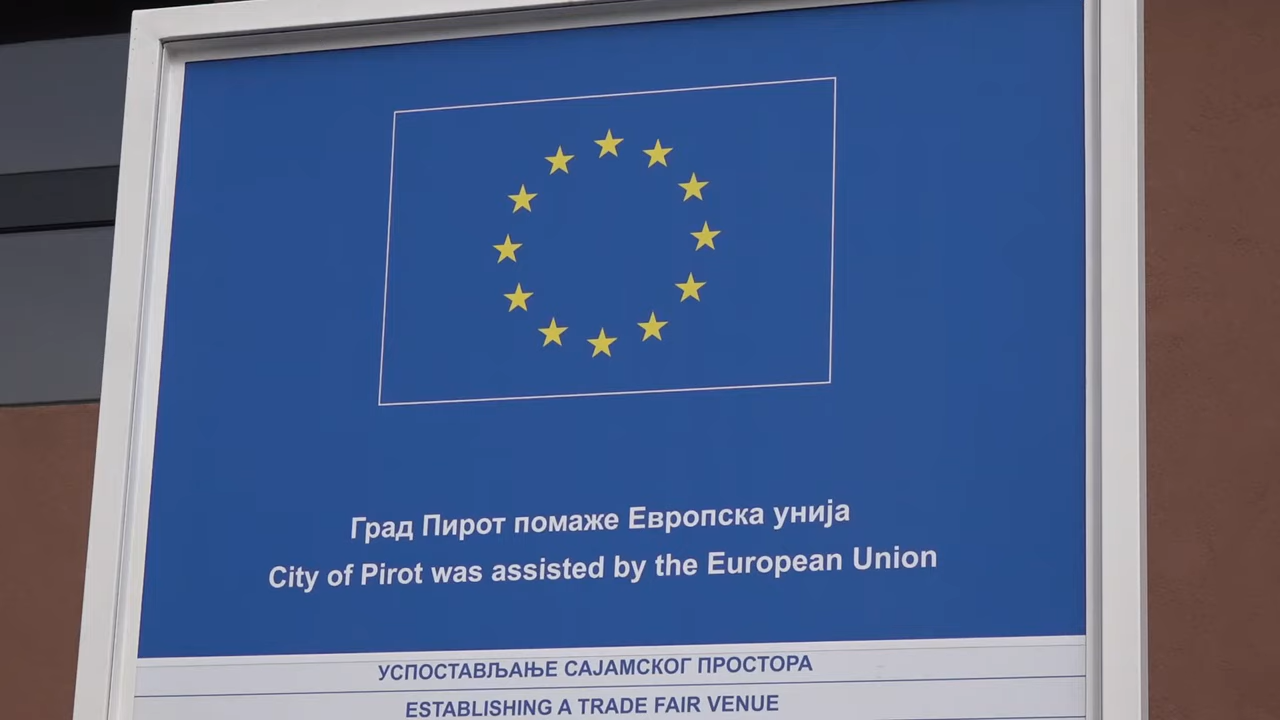 Град Пирот помаже Европска унија
City of Pirot was assisted by the European Union
УСПОСТАВЉАЊЕ САЈАМСКОГ ПРОСТОРА
ESTABLISHING A TRADE FAIR VENUE